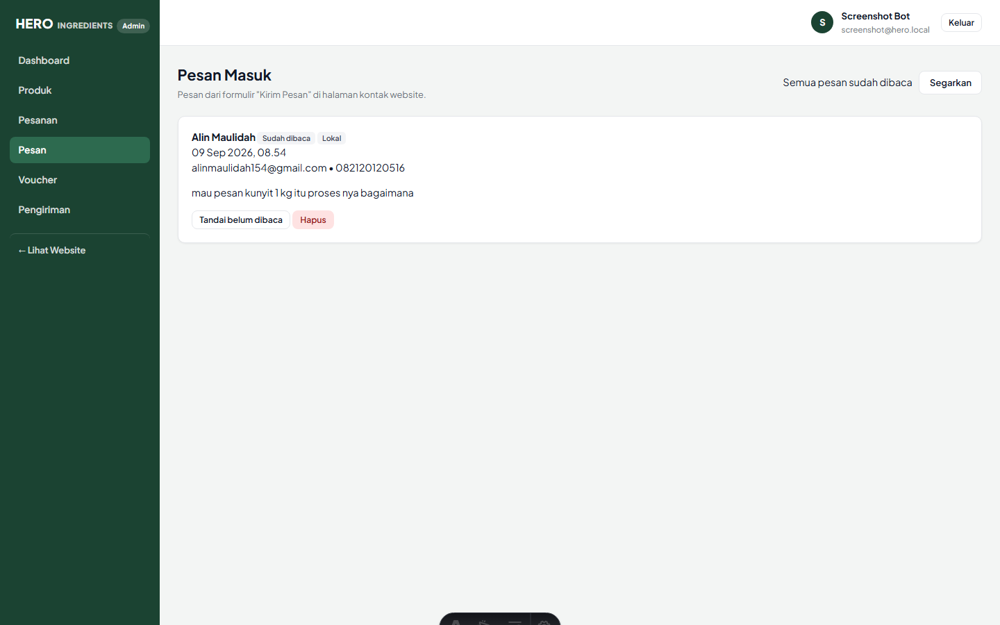 HERO INGREDIENTS Admin
Dashboard
Produk
Pesanan
Pesan
Voucher
Pengiriman
← Lihat Website
S
Screenshot Bot
screenshot@hero.local
Keluar
Pesan Masuk
Pesan dari formulir "Kirim Pesan" di halaman kontak website.
Semua pesan sudah dibaca
Segarkan
Alin Maulidah Sudah dibaca Lokal
09 Sep 2026, 08.54
alinmaulidah154@gmail.com • 082120120516
mau pesan kunyit 1 kg itu proses nya bagaimana
Tandai belum dibaca Hapus